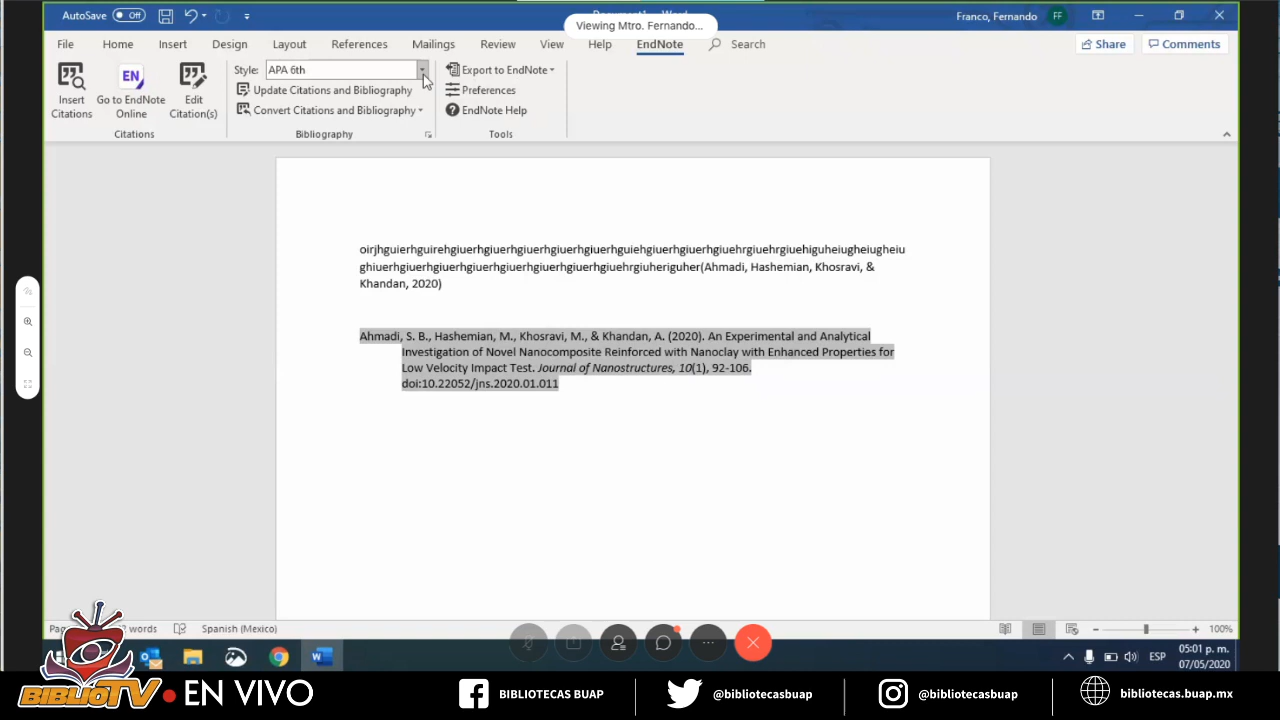 AutoSave Off
Viewing Mtro. Fernando...
Franco, Fernando FF
File Home Insert Design Layout References Mailings Review View Help EndNote Search Share Comments
Style: APA 6th
Export to EndNote
Insert Citations
EN
Go to EndNote Online
Edit Citation(s)
Update Citations and Bibliography
Preferences
Convert Citations and Bibliography
EndNote Help
Citations Bibliography Tools
oirjhguierhguirehgiuerhgiuerhgiuerhgiuerhgiuerhguiehgiuerhgiuerhgiuehrgiuehrgiuehiguheiugheiugheiu
ghiuerhgiuerhgiuerhgiuerhgiuerhgiuerhgiuerhgiuehrgiuheriguher(Ahmadi, Hashemian, Khosravi, &
Khandan, 2020)
Ahmadi, S. B., Hashemian, M., Khosravi, M., & Khandan, A. (2020). An Experimental and Analytical
Investigation of Novel Nanocomposite Reinforced with Nanoclay with Enhanced Properties for
Low Velocity Impact Test. Journal of Nanostructures, 10(1), 92-106.
doi:10.22052/jns.2020.01.011
words Spanish (Mexico) 100%
ESP
05:01 p. m.
07/05/2020
BIBLIOTV EN VIVO
BIBLIOTECAS BUAP
@bibliotecasbuap
@bibliotecasbuap
bibliotecas.buap.mx